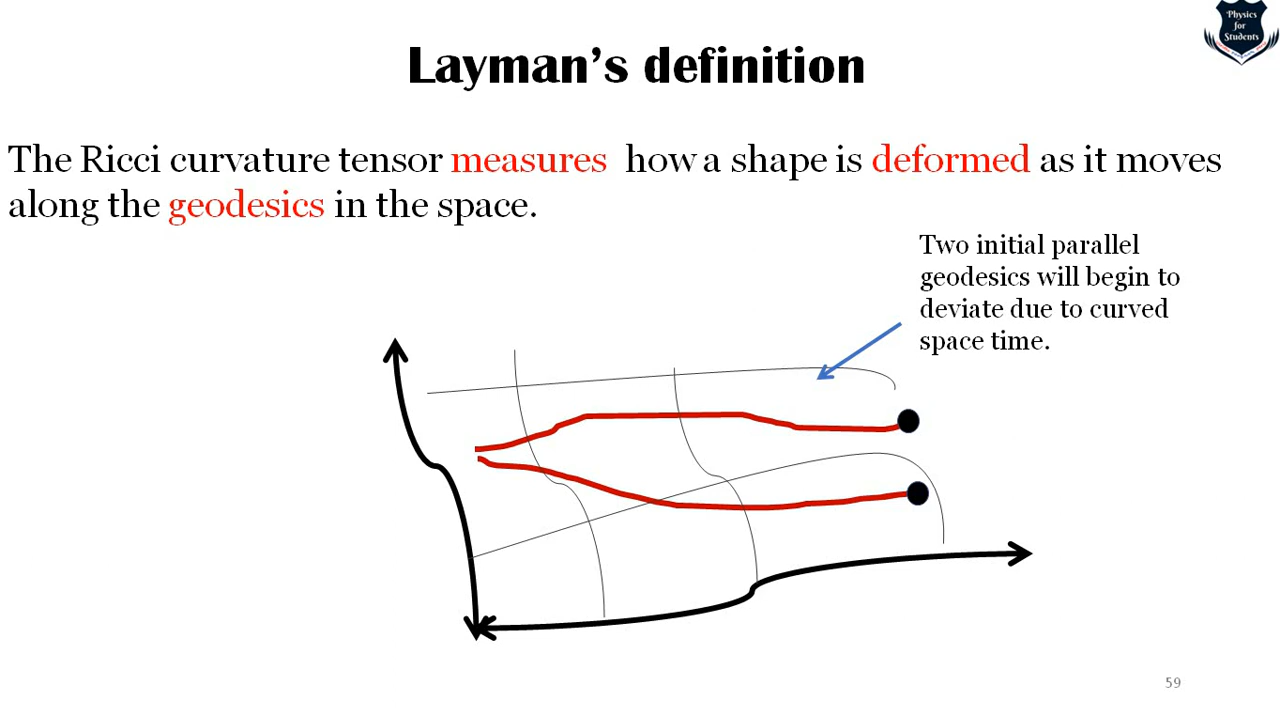 Physics
for
Students
Layman's definition
The Ricci curvature tensor measures how a shape is deformed as it moves
along the geodesics in the space.
Two initial parallel
geodesics will begin to
deviate due to curved
space time.
59